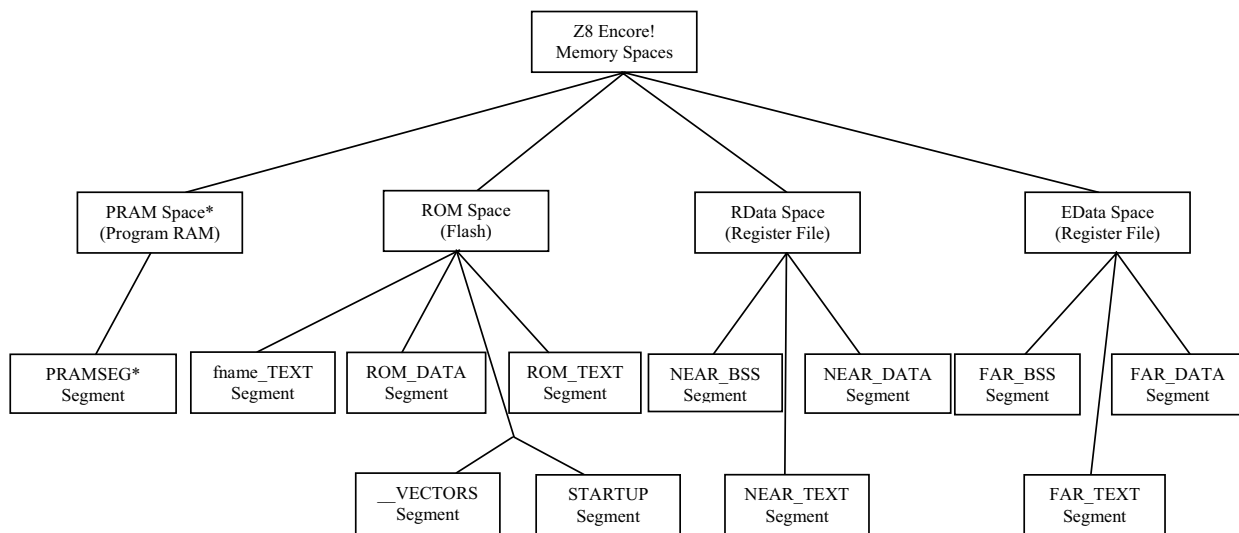 Z8 Encore!
Memory Spaces
PRAM Space*
(Program RAM)
ROM Space
(Flash)
RData Space
(Register File)
EData Space
(Register File)
PRAMSEG*
Segment
fname_TEXT
Segment
ROM_DATA
Segment
ROM_TEXT
Segment
NEAR_BSS
Segment
NEAR_DATA
Segment
FAR_BSS
Segment
FAR_DATA
Segment
__VECTORS
Segment
STARTUP
Segment
NEAR_TEXT
Segment
FAR_TEXT
Segment